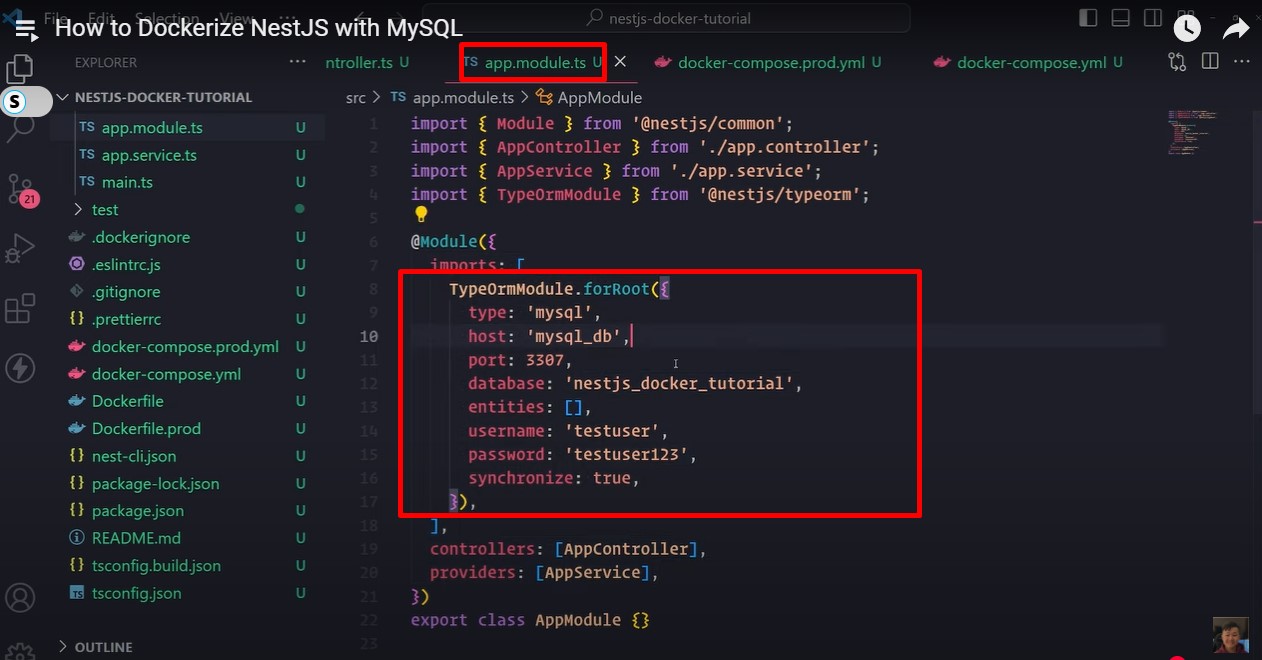 File Edit Selection View ...
nestjs-docker-tutorial
How to Dockerize NestJS with MySQL
EXPLORER
ntroller.ts U
TS app.module.ts U
docker-compose.prod.yml U
docker-compose.yml U
S
NESTJS-DOCKER-TUTORIAL
TS app.module.ts U
TS app.service.ts U
TS main.ts U
21
test
.dockerignore U
.eslintrc.js U
.gitignore U
{} .prettierrc U
docker-compose.prod.yml U
docker-compose.yml U
Dockerfile U
Dockerfile.prod U
{} nest-cli.json U
{} package-lock.json U
{} package.json U
README.md U
{} tsconfig.build.json U
TS tsconfig.json U
OUTLINE
src > TS app.module.ts > AppModule
1 import { Module } from '@nestjs/common';
2 import { AppController } from './app.controller';
3 import { AppService } from './app.service';
4 import { TypeOrmModule } from '@nestjs/typeorm';
5
6 @Module({
7 imports: [
8 TypeOrmModule.forRoot({
9 type: 'mysql',
10 host: 'mysql_db',
11 port: 3307,
12 database: 'nestjs_docker_tutorial',
13 entities: [],
14 username: 'testuser',
15 password: 'testuser123',
16 synchronize: true,
17 }),
18 ],
19 controllers: [AppController],
20 providers: [AppService],
21 })
22 export class AppModule {}
23